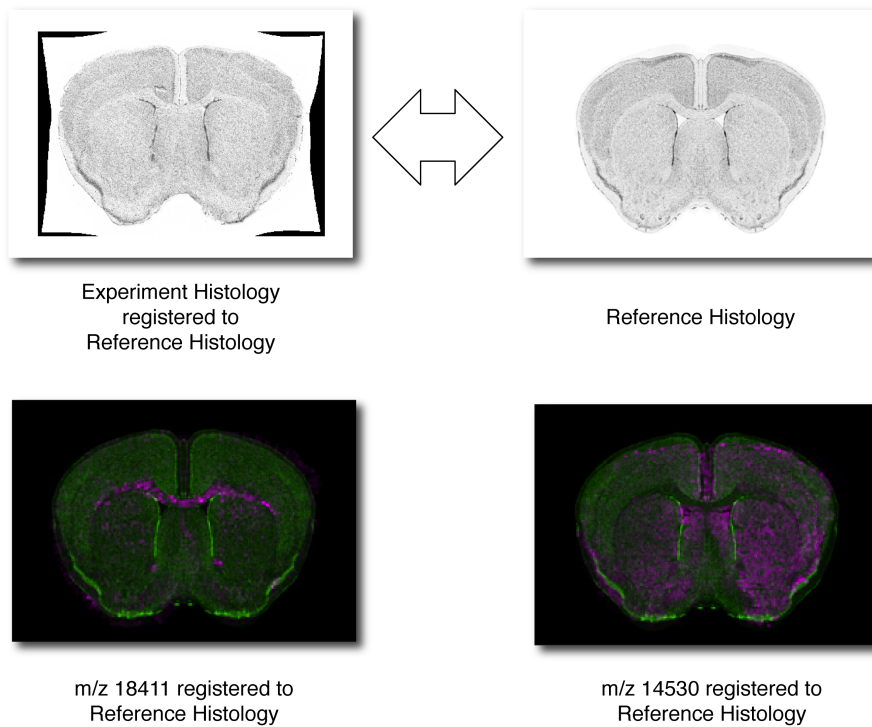 Experiment Histology
registered to
Reference Histology
Reference Histology
m/z 18411 registered to
Reference Histology
m/z 14530 registered to
Reference Histology